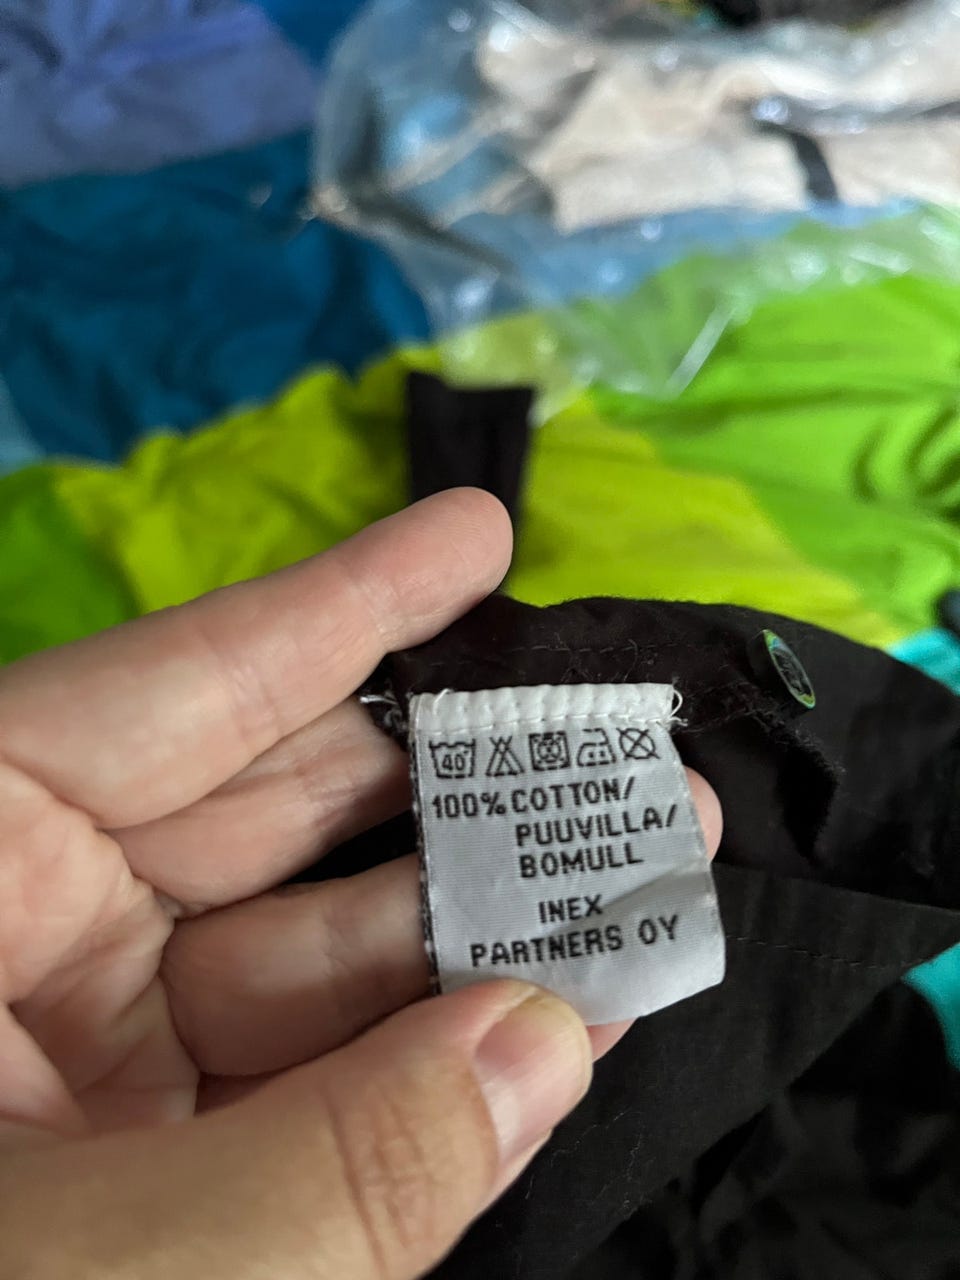 40
100% COTTON/
PUUVILLA/
BOMULL
INEX
PARTNERS OY